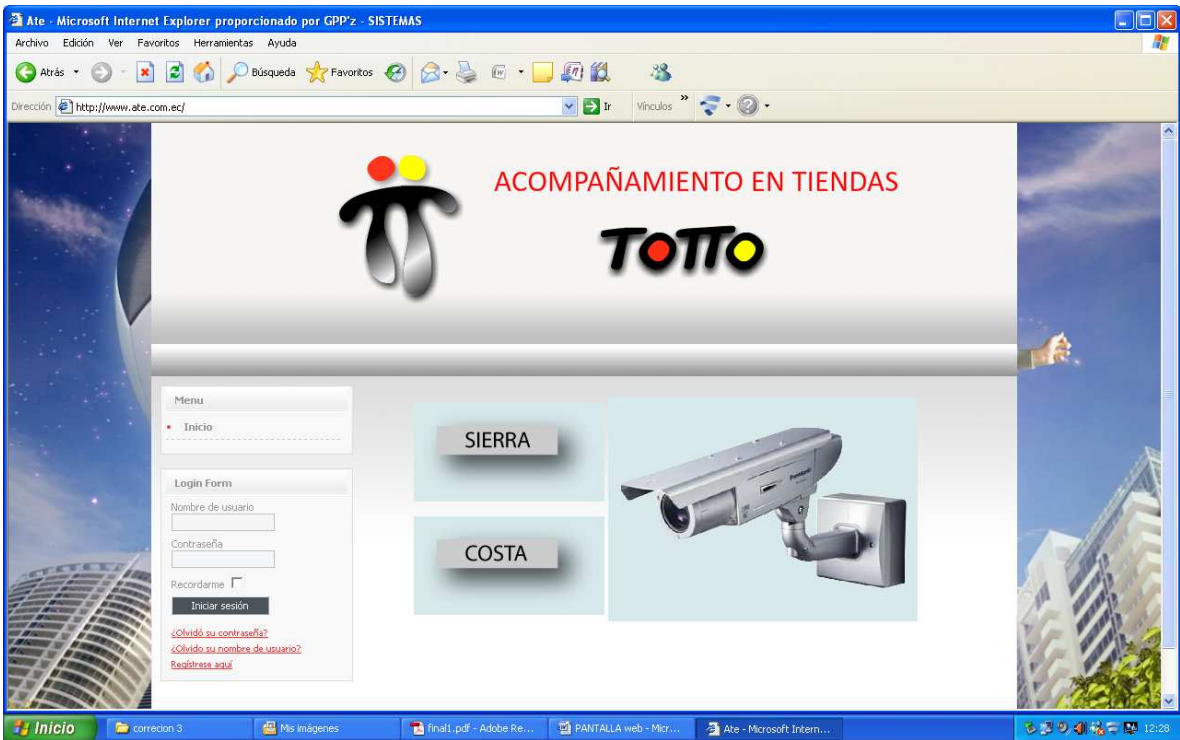 Ate - Microsoft Internet Explorer proporcionado por GPP'z - SISTEMAS
Archivo Edición Ver Favoritos Herramientas Ayuda
Atrás Búsqueda Favoritos
Dirección http://www.ate.com.ec/ Ir Vínculos »
ACOMPAÑAMIENTO EN TIENDAS
TOTTO
Menu
Inicio
Login Form
Nombre de usuario
Contraseña
Recordarme
Iniciar sesión
¿Olvidó su contraseña?
¿Olvido su nombre de usuario?
Regístrese aquí
SIERRA
COSTA
Panasonic
Inicio correcion 3 Mis imágenes final1.pdf - Adobe Re... PANTALLA web - Micr... Ate - Microsoft Intern... 12:28